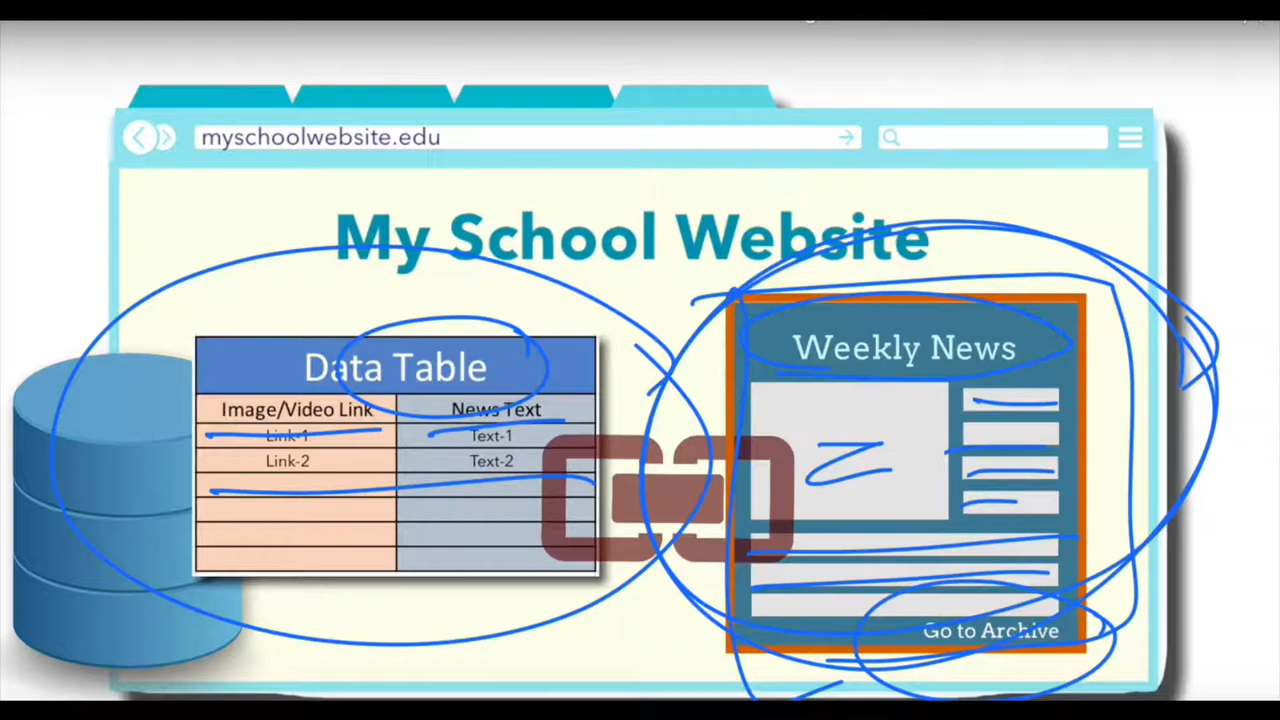 myschoolwebsite.edu
My School Website
Data Table
Image/Video Link News Text
Link-1 Text-1
Link-2 Text-2
Weekly News
Go to Archive